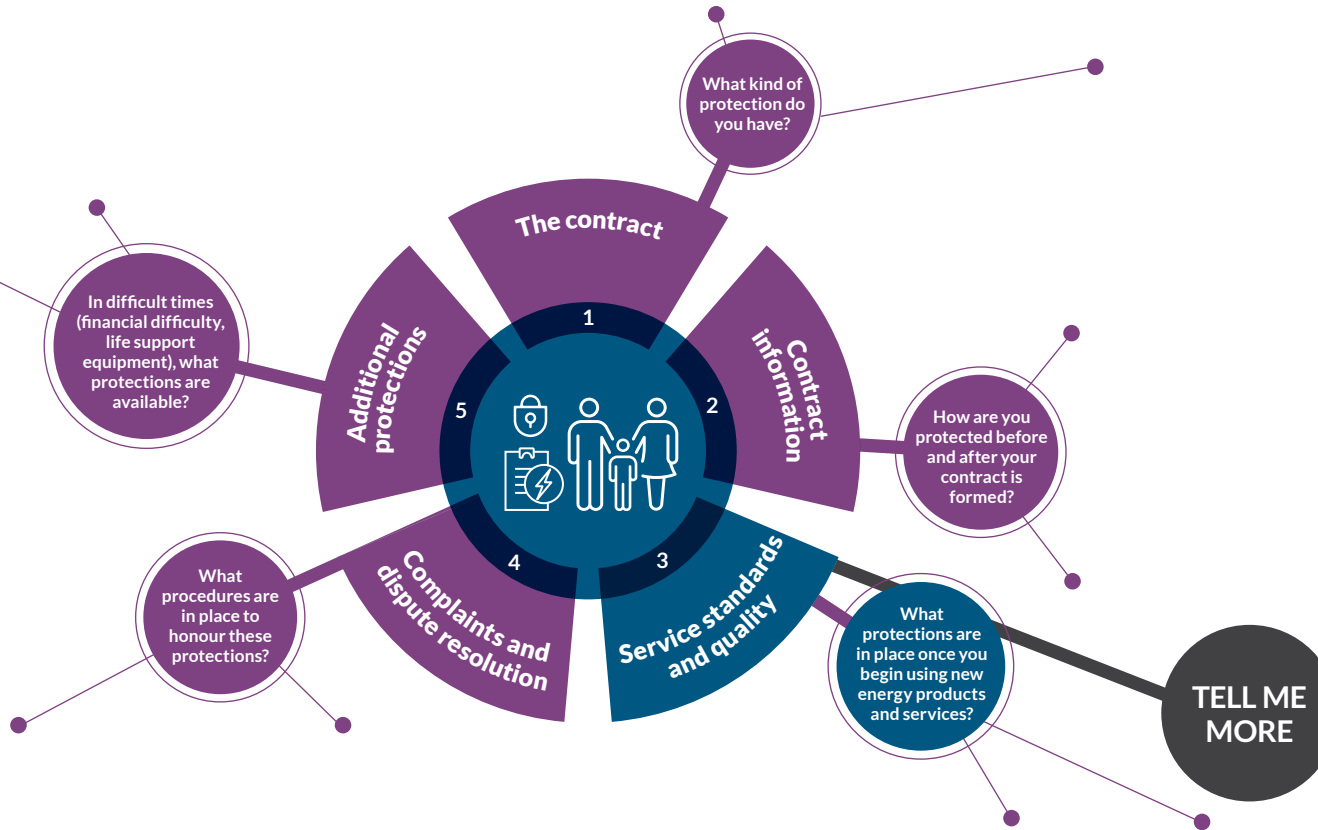 What kind of
protection do
you have?
The contract
1
Contract
information
2
How are you
protected before
and after your
contract is
formed?
Service standards
and quality
3
What
protections are
in place once you
begin using new
energy products
and services?
TELL ME
MORE
Complaints and
dispute resolution
4
What
procedures are
in place to
honour these
protections?
Additional
protections
5
In difficult times
(financial difficulty,
life support
equipment), what
protections are
available?